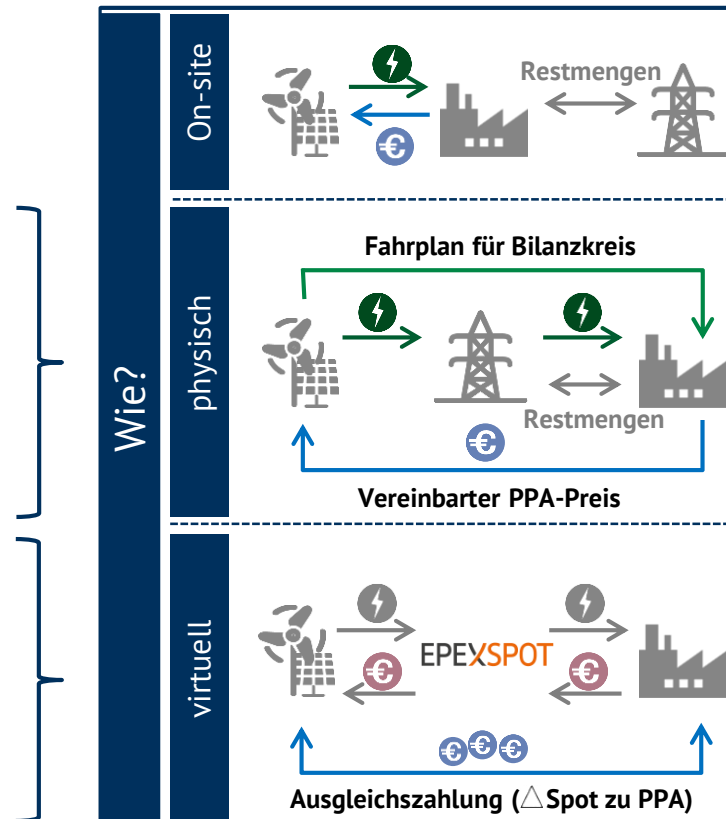 Wie?
On-site
Restmengen
€
physisch
Fahrplan für Bilanzkreis
Restmengen
€
Vereinbarter PPA-Preis
virtuell
EPEXSPOT
€ €
€ € €
Ausgleichszahlung (△Spot zu PPA)